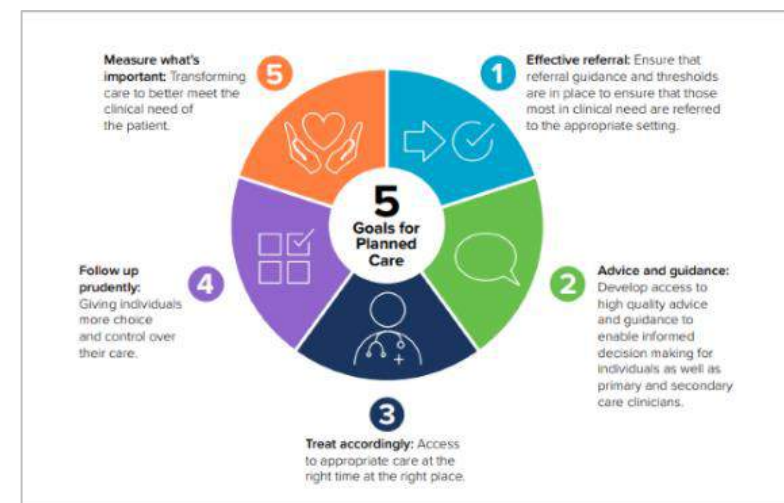 5
Goals for
Planned
Care
1
Effective referral: Ensure that
referral guidance and thresholds
are in place to ensure that those
most in clinical need are referred
to the appropriate setting.
2
Advice and guidance:
Develop access to
high quality advice
and guidance to
enable informed
decision making for
individuals as well as
primary and secondary
care clinicians.
3
Treat accordingly: Access
to appropriate care at the
right time at the right place.
4
Follow up
prudently:
Giving individuals
more choice
and control over
their care.
5
Measure what's
important: Transforming
care to better meet the
clinical need of
the patient.